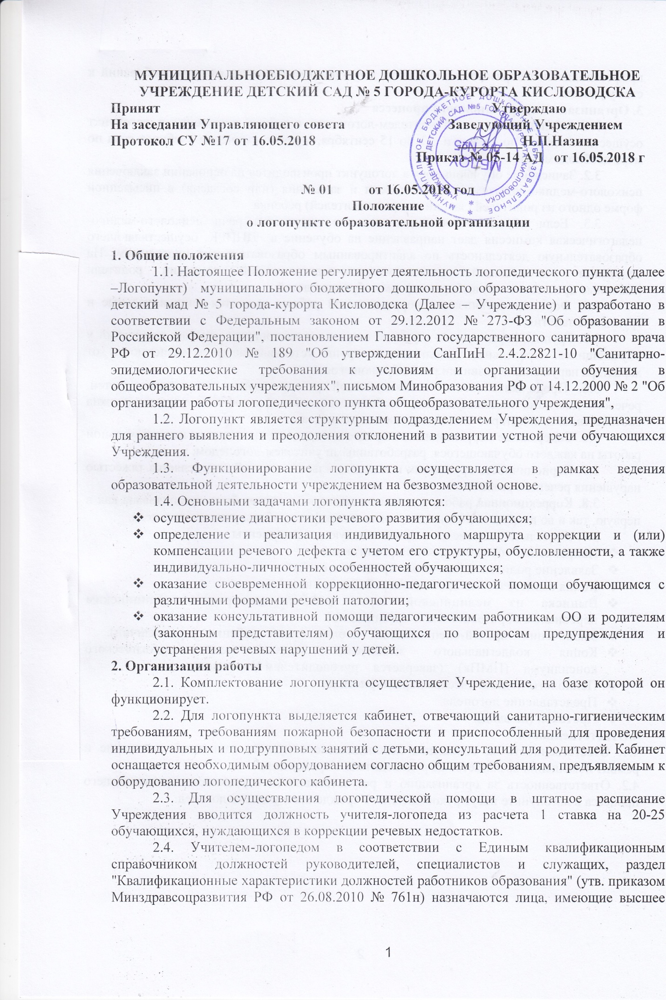 МУНИЦИПАЛЬНОЕБЮДЖЕТНОЕ ДОШКОЛЬНОЕ ОБРАЗОВАТЕЛЬНОЕ
УЧРЕЖДЕНИЕ ДЕТСКИЙ САД № 5 ГОРОДА-КУРОРТА КИСЛОВОДСКА
Принят Утверждаю
На заседании Управляющего совета Заведующий Учреждением
Протокол СУ №17 от 16.05.2018 _________Н.П.Назина
Приказ № 05-14 АД от 16.05.2018 г
МУНИЦИПАЛЬНОЕ БЮДЖЕТНОЕ ДОШКОЛЬНОЕ ОБРАЗОВАТЕЛЬНОЕ
УЧРЕЖДЕНИЕ ДЕТСКИЙ САД №5 ГОРОДА-КУРОРТА КИСЛОВОДСКА
МБДОУ
Д/С №5
№ 01 от 16.05.2018 год
Положение
о логопункте образовательной организации
1. Общие положения
1.1. Настоящее Положение регулирует деятельность логопедического пункта (далее
–Логопункт) муниципального бюджетного дошкольного образовательного учреждения
детский мад № 5 города-курорта Кисловодска (Далее – Учреждение) и разработано в
соответствии с Федеральным законом от 29.12.2012 № 273-ФЗ "Об образовании в
Российской Федерации", постановлением Главного государственного санитарного врача
РФ от 29.12.2010 № 189 "Об утверждении СанПиН 2.4.2.2821-10 "Санитарно-
эпидемиологические требования к условиям и организации обучения в
общеобразовательных учреждениях", письмом Минобразования РФ от 14.12.2000 № 2 "Об
организации работы логопедического пункта общеобразовательного учреждения",
1.2. Логопункт является структурным подразделением Учреждения, предназначен
для раннего выявления и преодоления отклонений в развитии устной речи обучающихся
Учреждения.
1.3. Функционирование логопункта осуществляется в рамках ведения
образовательной деятельности учреждением на безвозмездной основе.
1.4. Основными задачами логопункта являются:
❖ осуществление диагностики речевого развития обучающихся;
❖ определение и реализация индивидуального маршрута коррекции и (или)
компенсации речевого дефекта с учетом его структуры, обусловленности, а также
индивидуально-личностных особенностей обучающихся;
❖ оказание своевременной коррекционно-педагогической помощи обучающимся с
различными формами речевой патологии;
❖ оказание консультативной помощи педагогическим работникам ОО и родителям
(законным представителям) обучающихся по вопросам предупреждения и
устранения речевых нарушений у детей.
2. Организация работы
2.1. Комплектование логопункта осуществляет Учреждение, на базе которой он
функционирует.
2.2. Для логопункта выделяется кабинет, отвечающий санитарно-гигиеническим
требованиям, требованиям пожарной безопасности и приспособленный для проведения
индивидуальных и подгрупповых занятий с детьми, консультаций для родителей. Кабинет
оснащается необходимым оборудованием согласно общим требованиям, предъявляемым к
оборудованию логопедического кабинета.
2.3. Для осуществления логопедической помощи в штатное расписание
Учреждения вводится должность учителя-логопеда из расчета 1 ставка на 20-25
обучающихся, нуждающихся в коррекции речевых недостатков.
2.4. Учителем-логопедом в соответствии с Единым квалификационным
справочником должностей руководителей, специалистов и служащих, раздел
"Квалификационные характеристики должностей работников образования" (утв. приказом
Минздравсоцразвития РФ от 26.08.2010 № 761н) назначаются лица, имеющие высшее
1